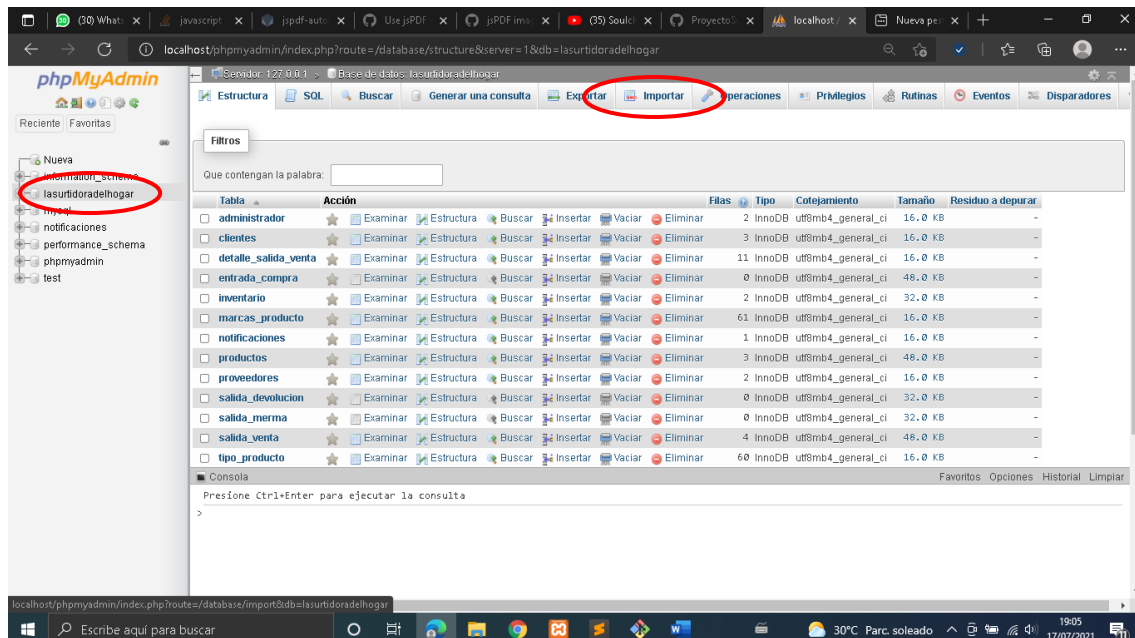 (30) Whats
javascript
jspdf-auto
Use jsPDF
jsPDF imag
(35) Soulcl
ProyectoS
localhost /
Nueva pes
localhost/phpmyadmin/index.php?route=/database/structure&server=1&db=lasurtidoradelhogar
phpMyAdmin
Reciente Favoritas
Nueva
information_schema
lasurtidoradelhogar
mysql
notificaciones
performance_schema
phpmyadmin
test
Servidor: 127.0.0.1 » Base de datos: lasurtidoradelhogar
Estructura SQL Buscar Generar una consulta Exportar Importar Operaciones Privilegios Rutinas Eventos Disparadores
Filtros
Que contengan la palabra:
Tabla Acción Filas Tipo Cotejamiento Tamaño Residuo a depurar
administrador Examinar Estructura Buscar Insertar Vaciar Eliminar 2 InnoDB utf8mb4_general_ci 16.0 KB -
clientes Examinar Estructura Buscar Insertar Vaciar Eliminar 3 InnoDB utf8mb4_general_ci 16.0 KB -
detalle_salida_venta Examinar Estructura Buscar Insertar Vaciar Eliminar 11 InnoDB utf8mb4_general_ci 16.0 KB -
entrada_compra Examinar Estructura Buscar Insertar Vaciar Eliminar 0 InnoDB utf8mb4_general_ci 48.0 KB -
inventario Examinar Estructura Buscar Insertar Vaciar Eliminar 2 InnoDB utf8mb4_general_ci 32.0 KB -
marcas_producto Examinar Estructura Buscar Insertar Vaciar Eliminar 61 InnoDB utf8mb4_general_ci 16.0 KB -
notificaciones Examinar Estructura Buscar Insertar Vaciar Eliminar 1 InnoDB utf8mb4_general_ci 16.0 KB -
productos Examinar Estructura Buscar Insertar Vaciar Eliminar 3 InnoDB utf8mb4_general_ci 48.0 KB -
proveedores Examinar Estructura Buscar Insertar Vaciar Eliminar 2 InnoDB utf8mb4_general_ci 16.0 KB -
salida_devolucion Examinar Estructura Buscar Insertar Vaciar Eliminar 0 InnoDB utf8mb4_general_ci 32.0 KB -
salida_merma Examinar Estructura Buscar Insertar Vaciar Eliminar 0 InnoDB utf8mb4_general_ci 32.0 KB -
salida_venta Examinar Estructura Buscar Insertar Vaciar Eliminar 4 InnoDB utf8mb4_general_ci 48.0 KB -
tipo_producto Examinar Estructura Buscar Insertar Vaciar Eliminar 60 InnoDB utf8mb4_general_ci 16.0 KB -
Consola Favoritos Opciones Historial Limpiar
Presione Ctrl+Enter para ejecutar la consulta
>
localhost/phpmyadmin/index.php?route=/database/import&db=lasurtidoradelhogar
Escribe aquí para buscar
30°C Parc. soleado
19:05
17/07/2021